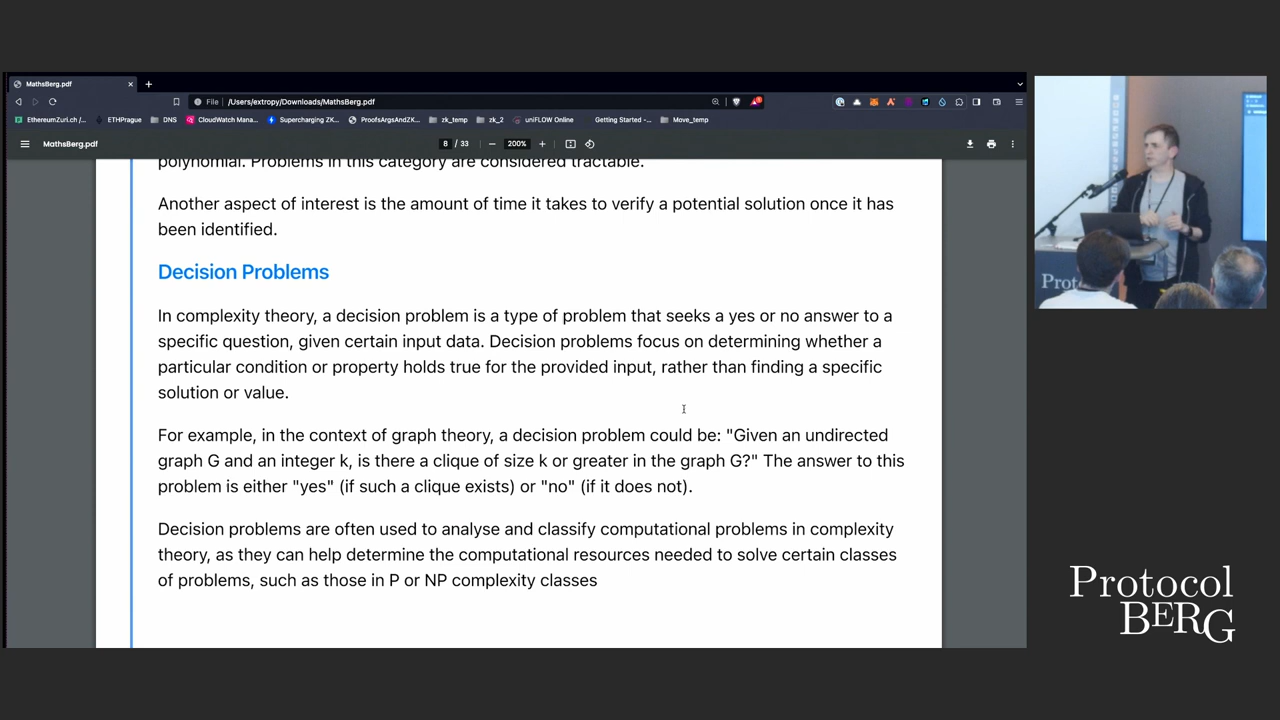 MathsBerg.pdf
File
/Users/extropy/Downloads/MathsBerg.pdf
EthereumZuri.ch /...
ETHPrague
DNS
CloudWatch Mana...
Supercharging ZK...
ProofsArgsAndZK...
zk_temp
zk_2
uniFLOW Online
Getting Started -...
Move_temp
MathsBerg.pdf
8 / 33
200%
polynomial. Problems in this category are considered tractable.
Another aspect of interest is the amount of time it takes to verify a potential solution once it has
been identified.
Decision Problems
In complexity theory, a decision problem is a type of problem that seeks a yes or no answer to a
specific question, given certain input data. Decision problems focus on determining whether a
particular condition or property holds true for the provided input, rather than finding a specific
solution or value.
For example, in the context of graph theory, a decision problem could be: "Given an undirected
graph G and an integer k, is there a clique of size k or greater in the graph G?" The answer to this
problem is either "yes" (if such a clique exists) or "no" (if it does not).
Decision problems are often used to analyse and classify computational problems in complexity
theory, as they can help determine the computational resources needed to solve certain classes
of problems, such as those in P or NP complexity classes
Prot
Protocol
BERG